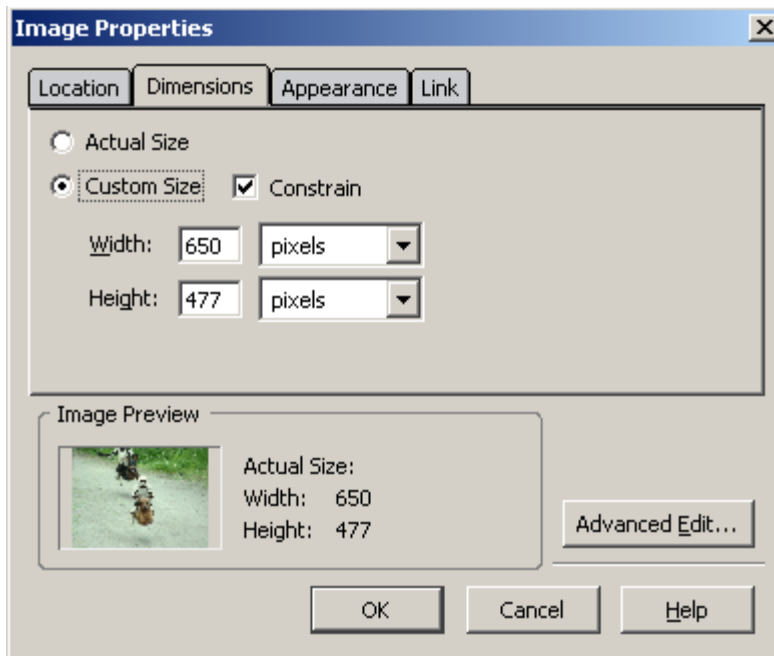 Image Properties
Location Dimensions Appearance Link
Actual Size
Custom Size Constrain
Width: 650 pixels
Height: 477 pixels
Image Preview
Actual Size:
Width: 650
Height: 477
Advanced Edit...
OK Cancel Help